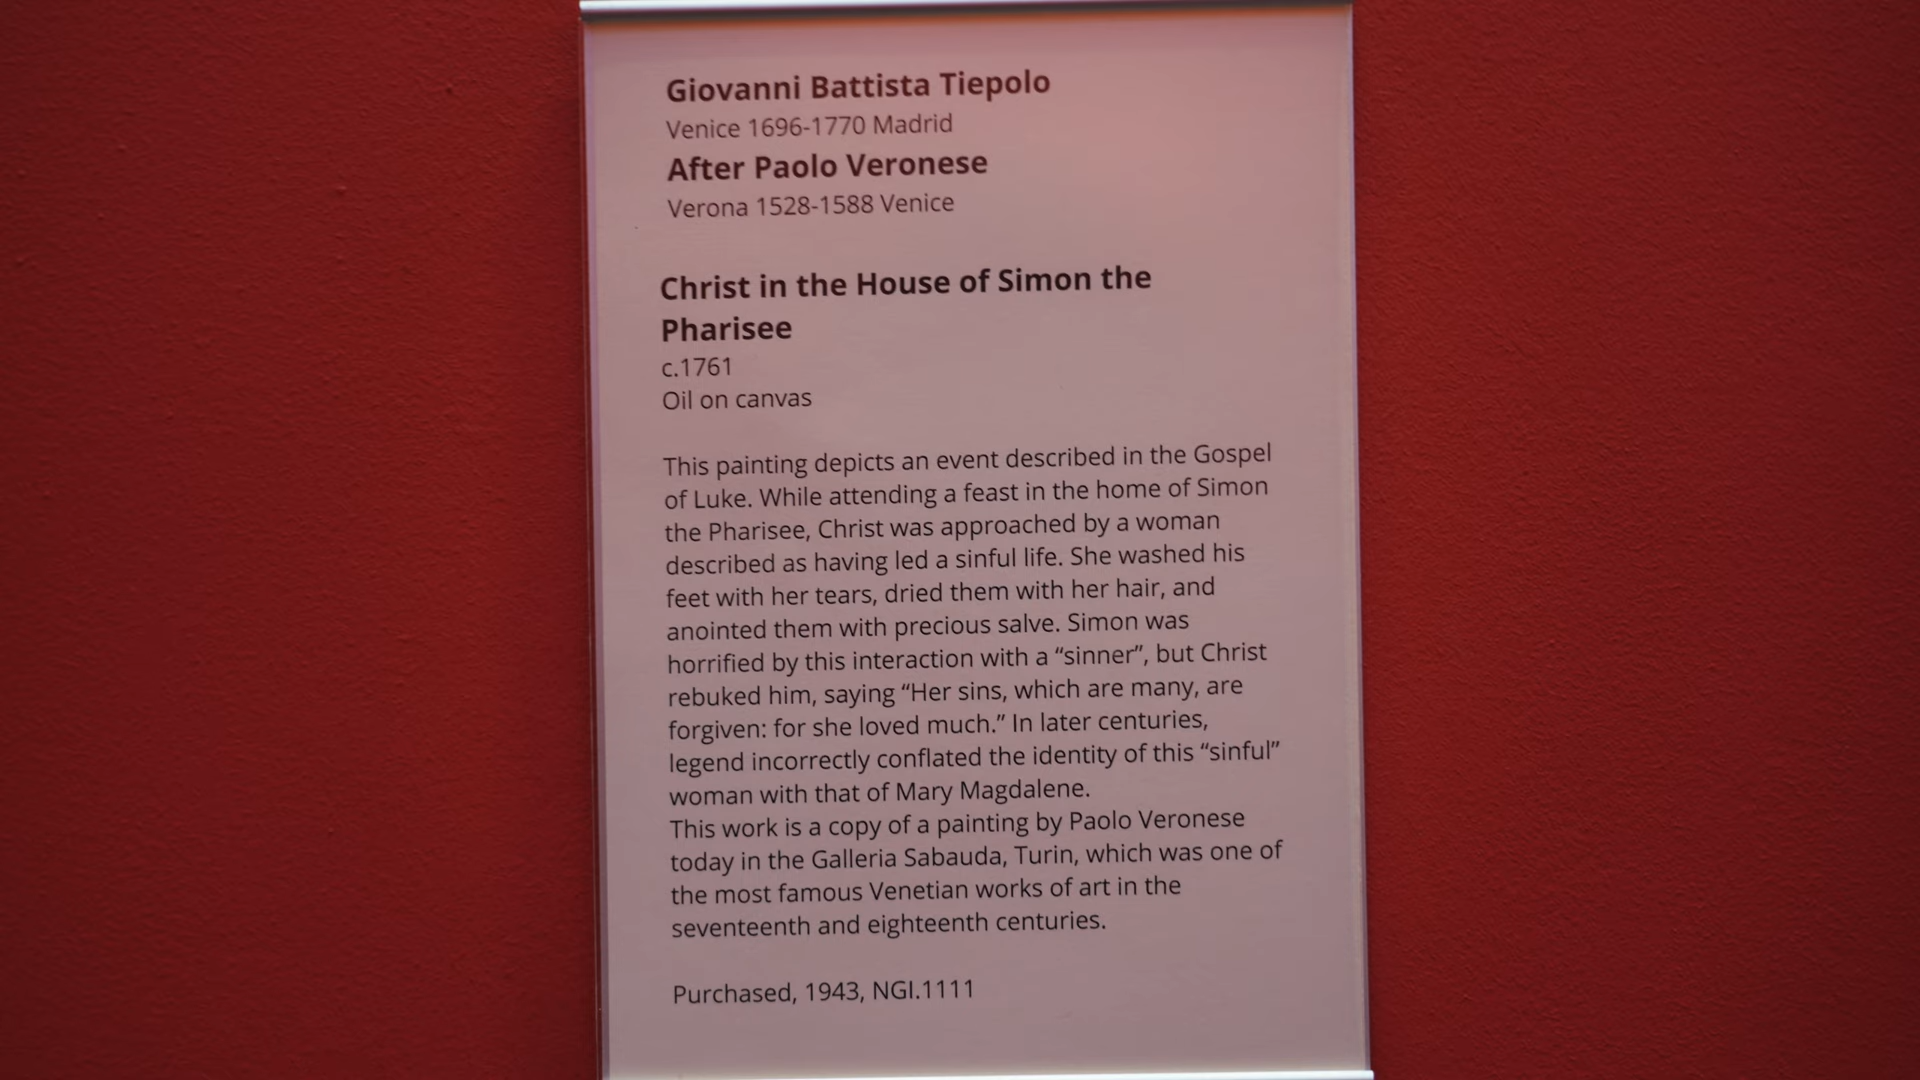 Giovanni Battista Tiepolo
Venice 1696-1770 Madrid
After Paolo Veronese
Verona 1528-1588 Venice
Christ in the House of Simon the
Pharisee
c.1761
Oil on canvas
This painting depicts an event described in the Gospel
of Luke. While attending a feast in the home of Simon
the Pharisee, Christ was approached by a woman
described as having led a sinful life. She washed his
feet with her tears, dried them with her hair, and
anointed them with precious salve. Simon was
horrified by this interaction with a “sinner”, but Christ
rebuked him, saying “Her sins, which are many, are
forgiven: for she loved much.” In later centuries,
legend incorrectly conflated the identity of this “sinful”
woman with that of Mary Magdalene.
This work is a copy of a painting by Paolo Veronese
today in the Galleria Sabauda, Turin, which was one of
the most famous Venetian works of art in the
seventeenth and eighteenth centuries.
Purchased, 1943, NGI.1111